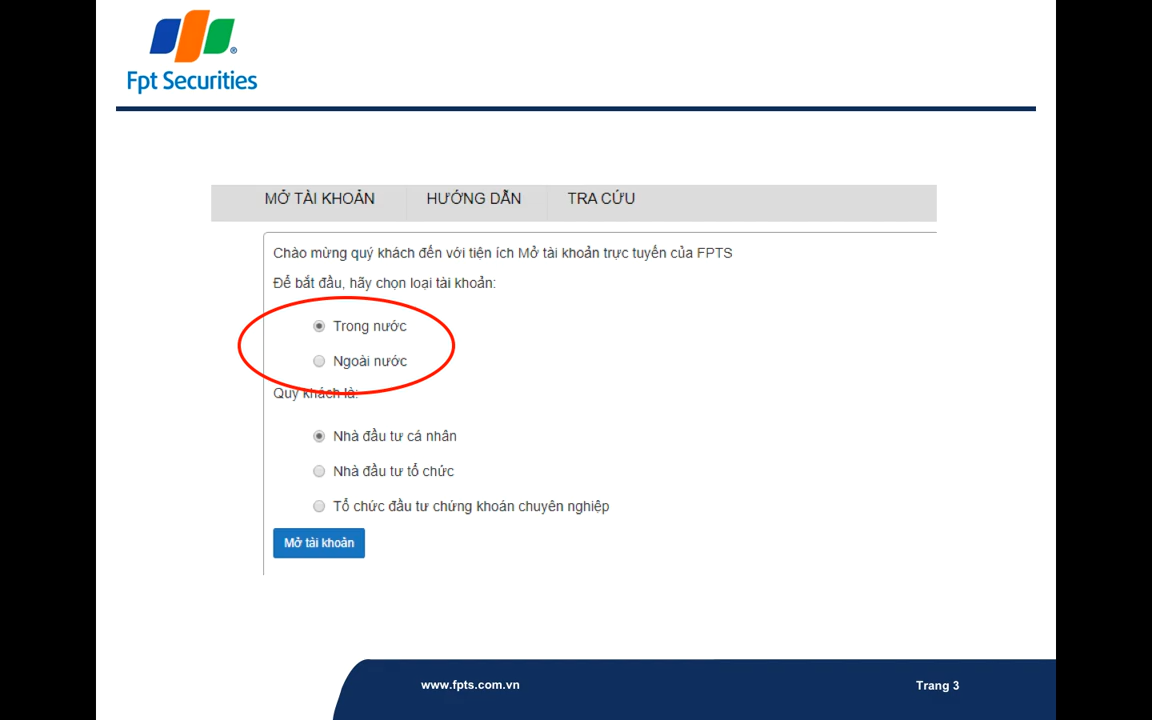 Fpt Securities
MỞ TÀI KHOẢN HƯỚNG DẪN TRA CỨU
Chào mừng quý khách đến với tiện ích Mở tài khoản trực tuyến của FPTS
Để bắt đầu, hãy chọn loại tài khoản:
Trong nước
Ngoài nước
Quý khách là:
Nhà đầu tư cá nhân
Nhà đầu tư tổ chức
Tổ chức đầu tư chứng khoán chuyên nghiệp
Mở tài khoản
www.fpts.com.vn Trang 3